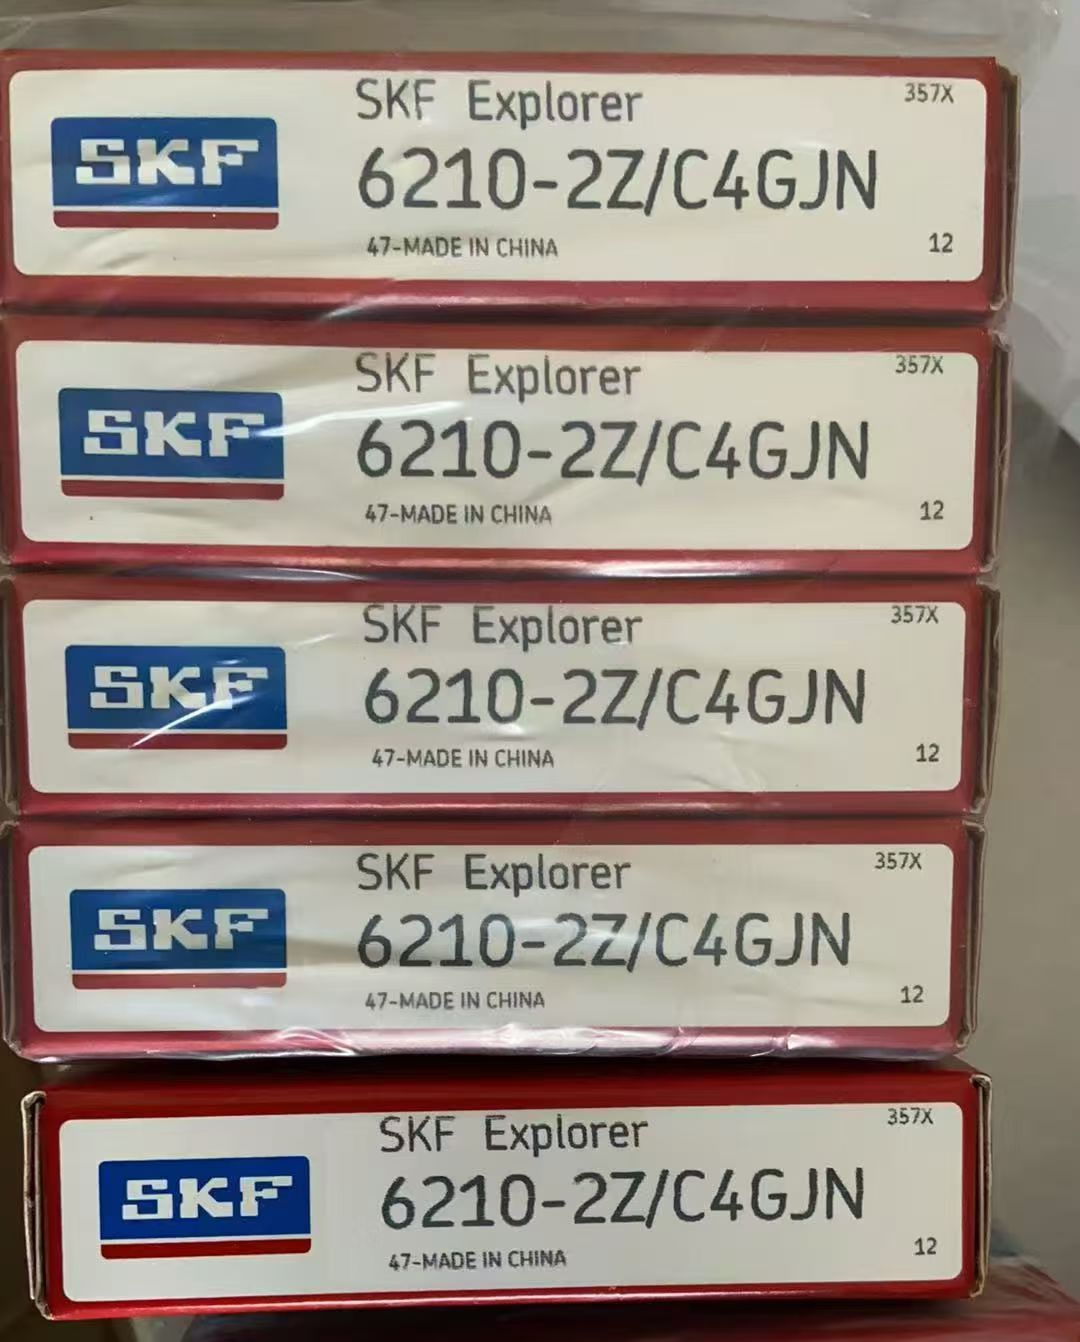 SKF
SKF Explorer
357X
6210-2Z/C4GJN
47-MADE IN CHINA
12
SKF
SKF Explorer
357X
6210-2Z/C4GJN
47-MADE IN CHINA
12
SKF
SKF Explorer
357X
6210-2Z/C4GJN
47-MADE IN CHINA
12
SKF
SKF Explorer
357X
6210-2Z/C4GJN
47-MADE IN CHINA
12
SKF
SKF Explorer
357X
6210-2Z/C4GJN
47-MADE IN CHINA
12